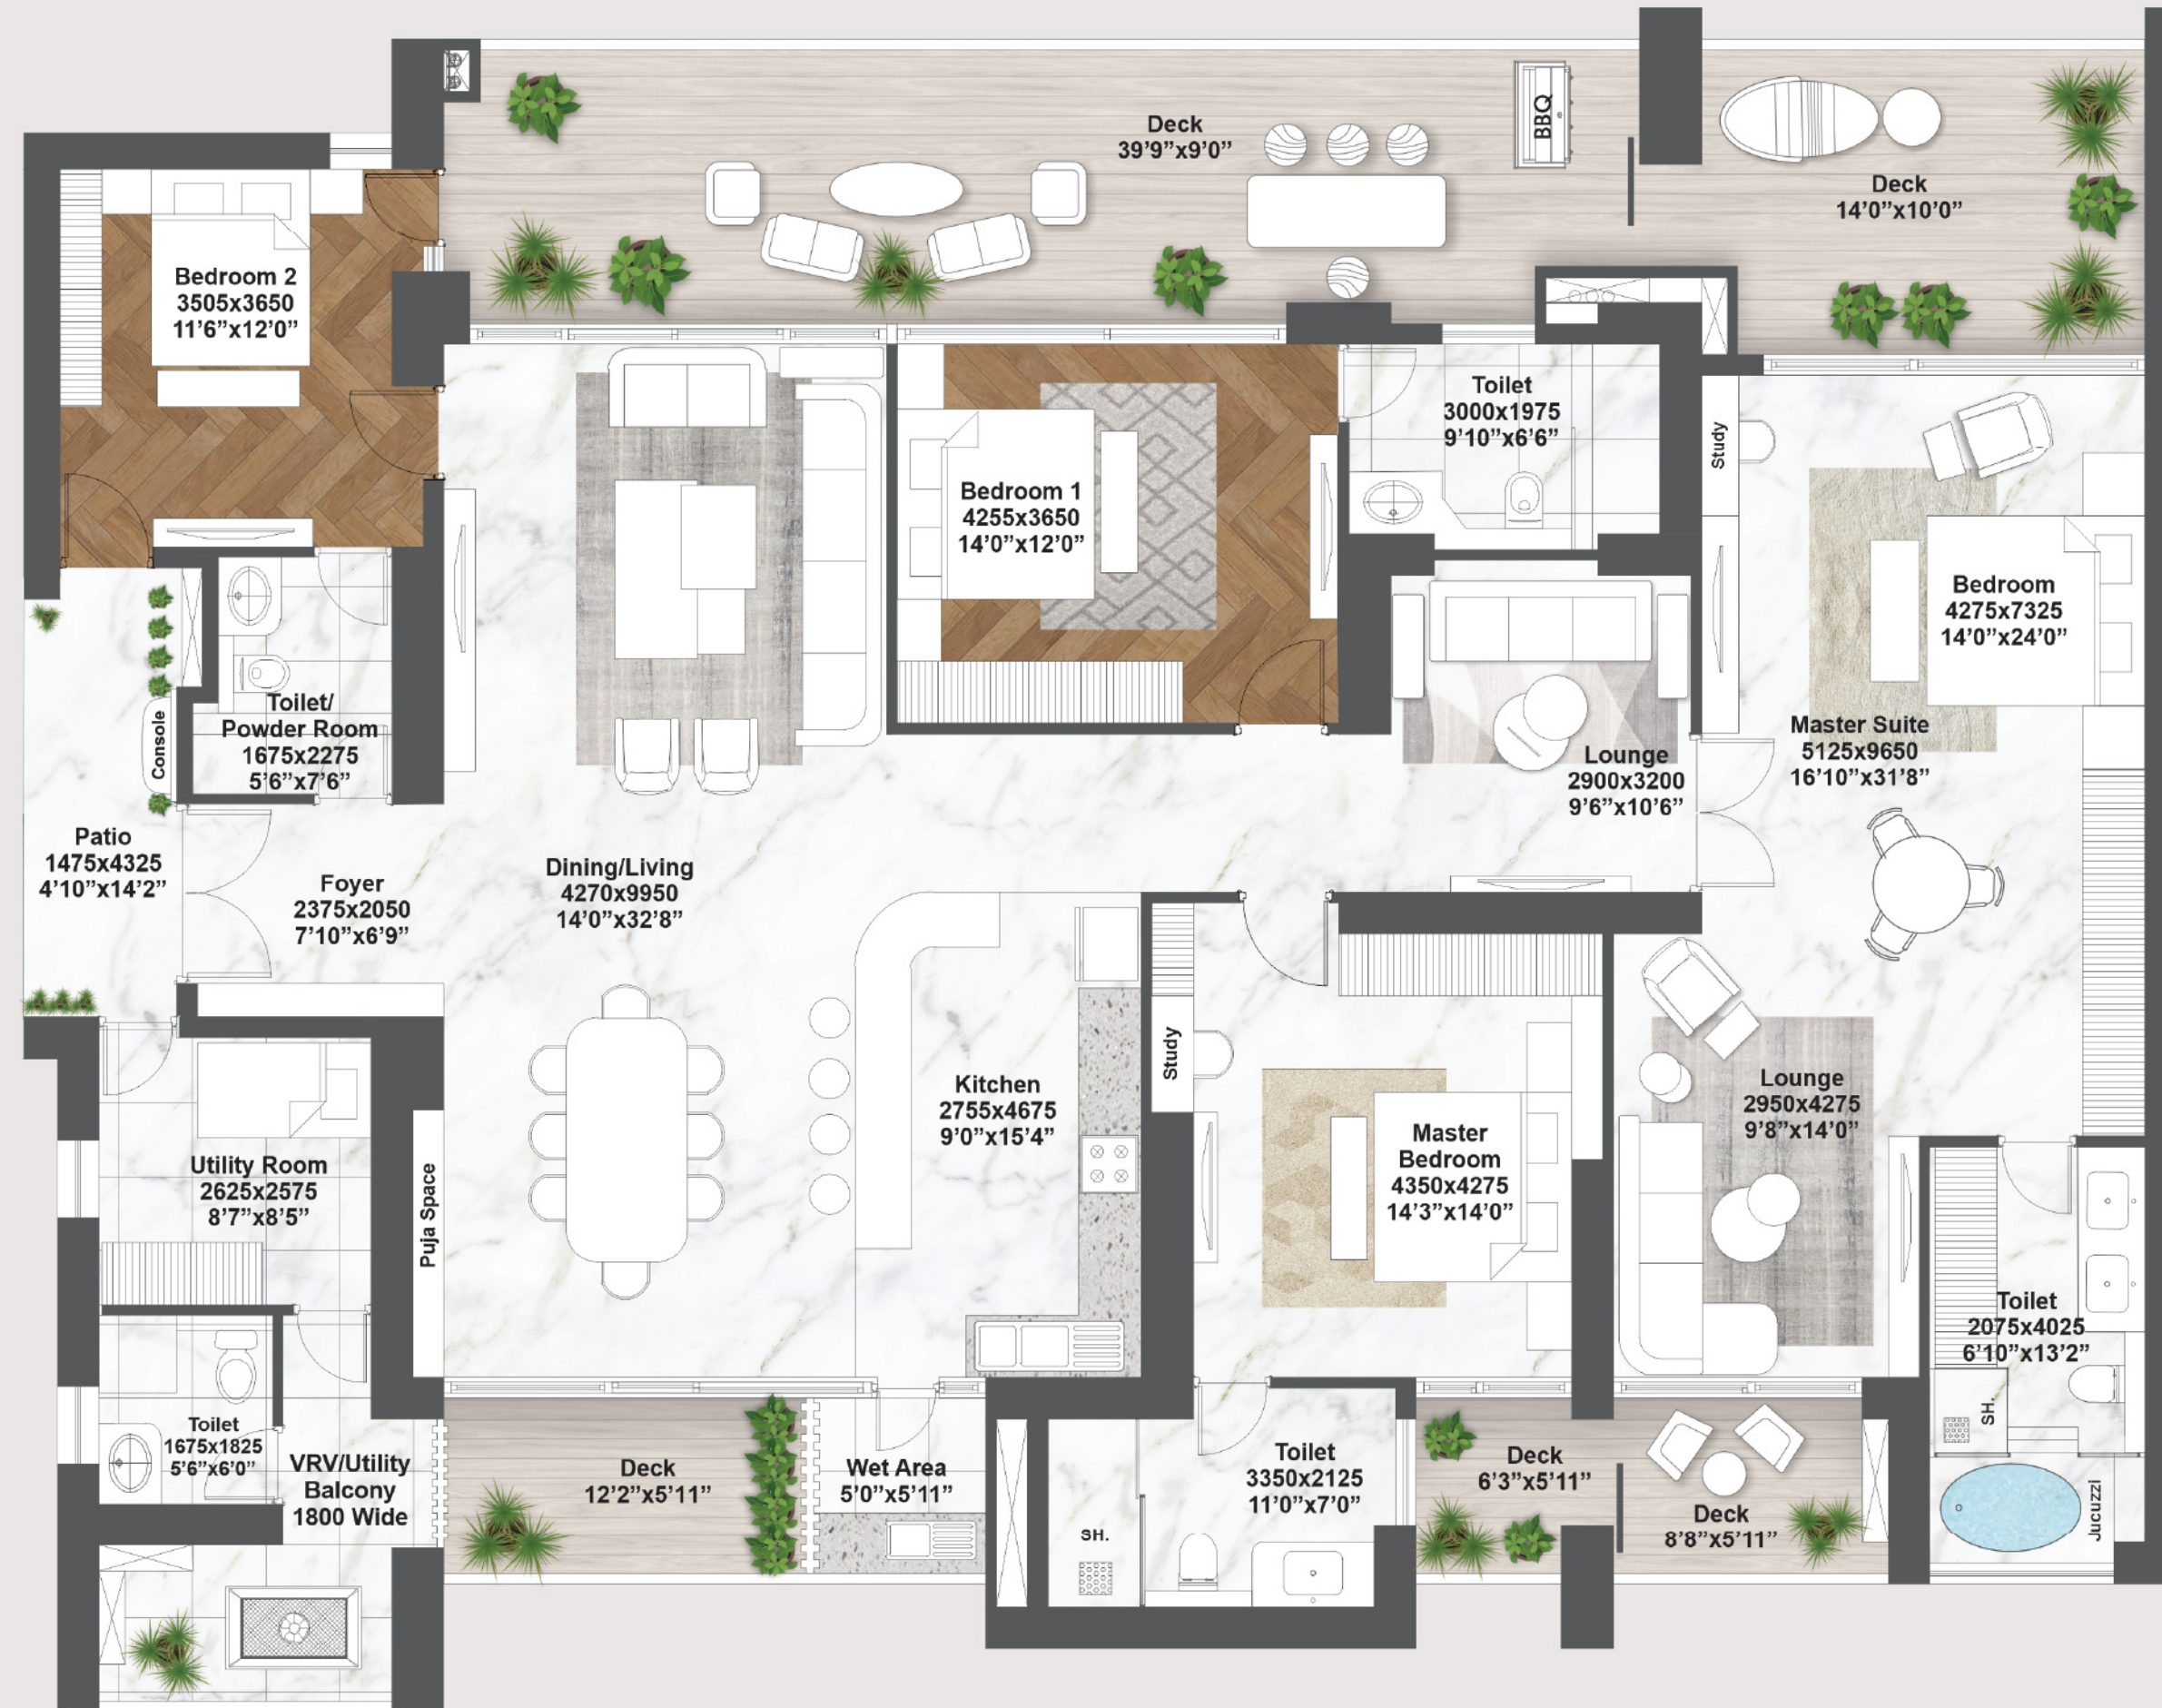 Deck
39’9”x9’0”
BBQ
Deck
14’0”x10’0”
Bedroom 2
3505x3650
11’6”x12’0”
Toilet
3000x1975
9’10”x6’6”
Study
Bedroom 1
4255x3650
14’0”x12’0”
Bedroom
4275x7325
14’0”x24’0”
Toilet/
Powder Room
1675x2275
5’6”x7’6”
Console
Master Suite
5125x9650
16’10”x31’8”
Lounge
2900x3200
9’6”x10’6”
Patio
1475x4325
4’10”x14’2”
Foyer
2375x2050
7’10”x6’9”
Dining/Living
4270x9950
14’0”x32’8”
Kitchen
2755x4675
9’0”x15’4”
Study
Lounge
2950x4275
9’8”x14’0”
Master
Bedroom
4350x4275
14’3”x14’0”
Utility Room
2625x2575
8’7”x8’5”
Puja Space
Toilet
2075x4025
6’10”x13’2”
SH.
Toilet
1675x1825
5’6”x6’0”
VRV/Utility
Balcony
1800 Wide
Deck
12’2”x5’11”
Wet Area
5’0”x5’11”
SH.
Toilet
3350x2125
11’0”x7’0”
Deck
6’3”x5’11”
Deck
8’8”x5’11”
Jucuzzi